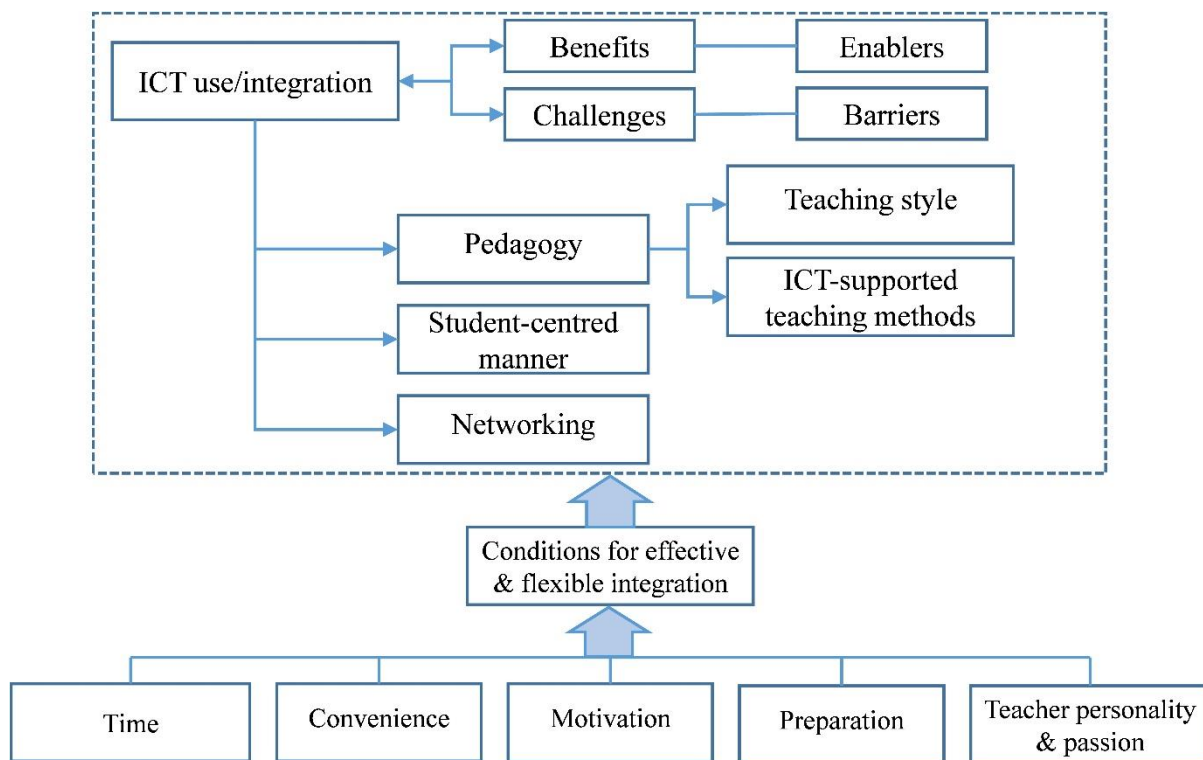 Benefits
Enablers
ICT use/integration
Challenges
Barriers
Teaching style
Pedagogy
ICT-supported
teaching methods
Student-centred
manner
Networking
Conditions for effective
& flexible integration
Time
Convenience
Motivation
Preparation
Teacher personality
& passion